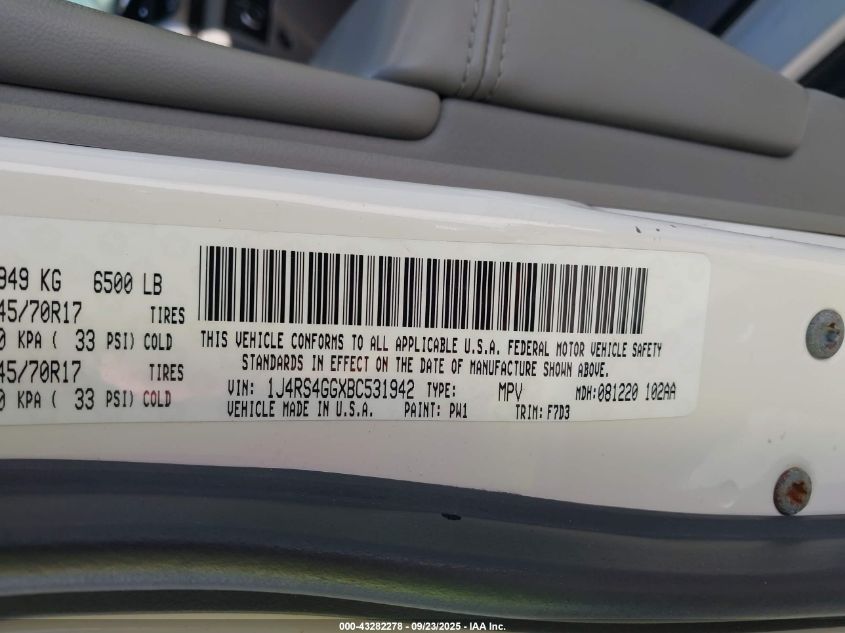 949 KG 6500 LB
45/70R17 TIRES
0 KPA ( 33 PSI) COLD
45/70R17 TIRES
0 KPA ( 33 PSI) COLD
THIS VEHICLE CONFORMS TO ALL APPLICABLE U.S.A. FEDERAL MOTOR VEHICLE SAFETY
STANDARDS IN EFFECT ON THE DATE OF MANUFACTURE SHOWN ABOVE.
VIN: 1J4RS4GGXBC531942 TYPE: MPV MDH: 081220 102AA
VEHICLE MADE IN U.S.A. PAINT: PW1 TRIM: F7D3
000-43282278 - 09/23/2025 - IAA Inc.